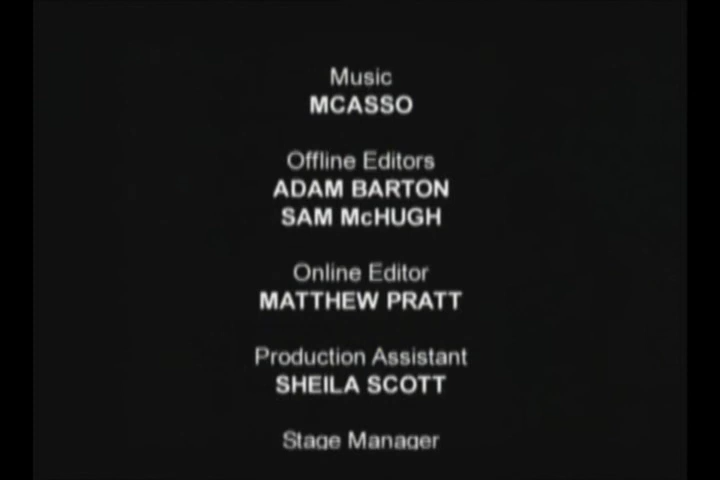 Music
MCASSO
Offline Editors
ADAM BARTON
SAM McHUGH
Online Editor
MATTHEW PRATT
Production Assistant
SHEILA SCOTT
Stage Manager